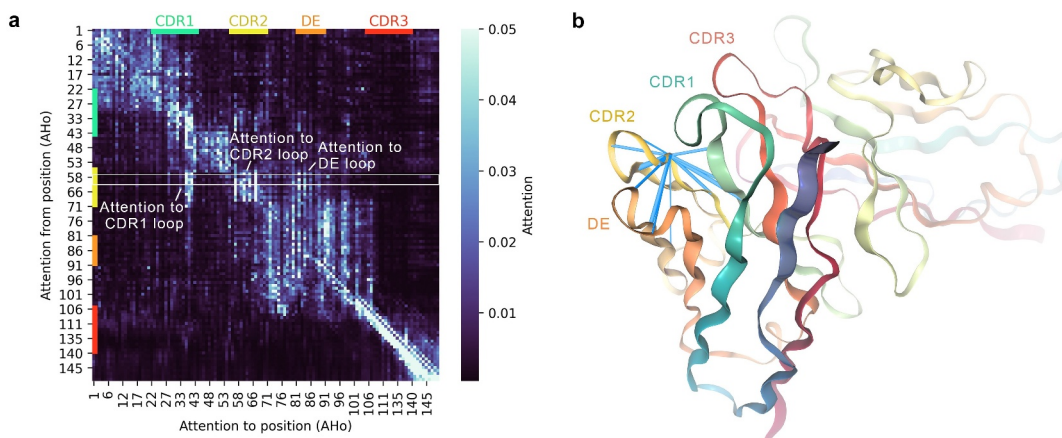 a
CDR1 CDR2 DE CDR3
1
6
12
17
22
27
33
43
48
53
58
66
71
76
81
86
91
96
101
106
111
135
140
145
Attention from position (AHo)
Attention to
CDR2 loop
Attention to
DE loop
Attention to
CDR1 loop
1 6 12 17 22 27 33 43 48 53 58 66 71 76 81 86 91 96 101 106 111 135 140 145
Attention to position (AHo)
0.05
0.04
0.03
0.02
0.01
Attention
b
CDR3
CDR1
CDR2
DE